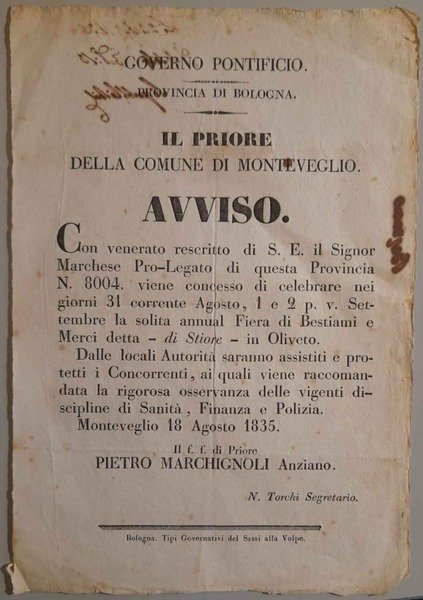 GOVERNO PONTIFICIO.
PROVINCIA DI BOLOGNA.
IL PRIORE
DELLA COMUNE DI MONTEVEGLIO.
AVVISO.
Con venerato rescritto di S. E. il Signor
Marchese Pro-Legato di questa Provincia
N. 8004. viene concesso di celebrare nei
giorni 31 corrente Agosto, 1 e 2 p. v. Set-
tembre la solita annual Fiera di Bestiami e
Merci detta - di Stiore - in Oliveto.
Dalle locali Autorità saranno assistiti e pro-
tetti i Concorrenti, ai quali viene raccoman-
data la rigorosa osservanza delle vigenti di-
scipline di Sanità, Finanza e Polizia.
Monteveglio 18 Agosto 1835.
Il f. f. di Priore
PIETRO MARCHIGNOLI Anziano.
N. Torchi Segretario.
Bologna. Tipi Governativi del Sassi alla Volpe.